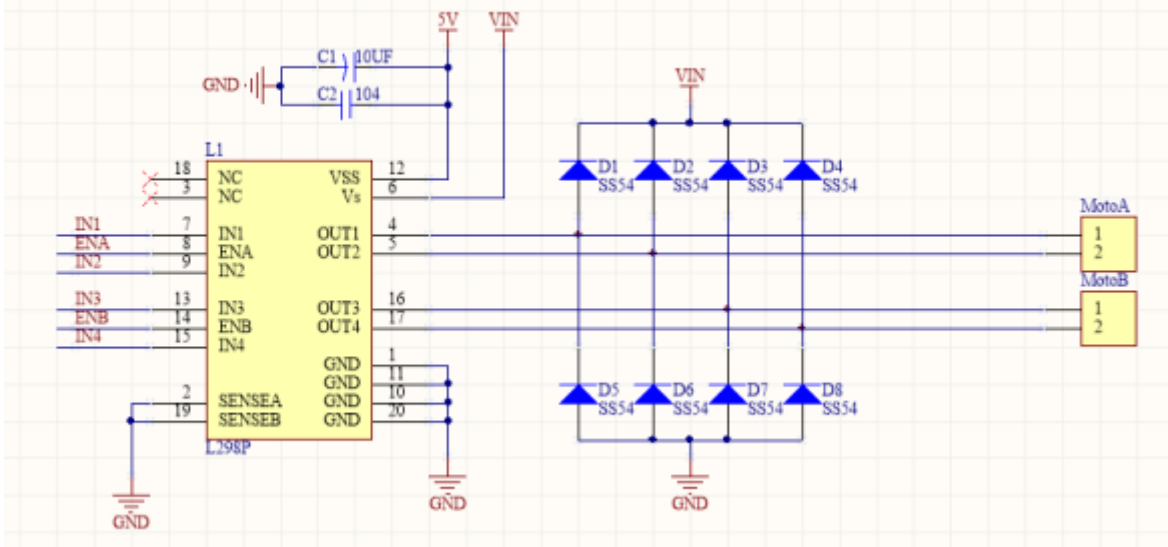 5V VIN
C1 10UF
GND
C2 104
VIN
L1
18 NC VSS 12
3 NC Vs 6
D1 D2 D3 D4
SS54 SS54 SS54 SS54
MotoA
IN1 7 IN1 OUT1 4 1
ENA 8 ENA OUT2 5 2
IN2 9 IN2
MotoB
IN3 13 IN3 OUT3 16 1
ENB 14 ENB OUT4 17 2
IN4 15 IN4
GND 1
GND 11
2 SENSEA GND 10
19 SENSEB GND 20
D5 D6 D7 D8
SS54 SS54 SS54 SS54
L298P
GND GND GND